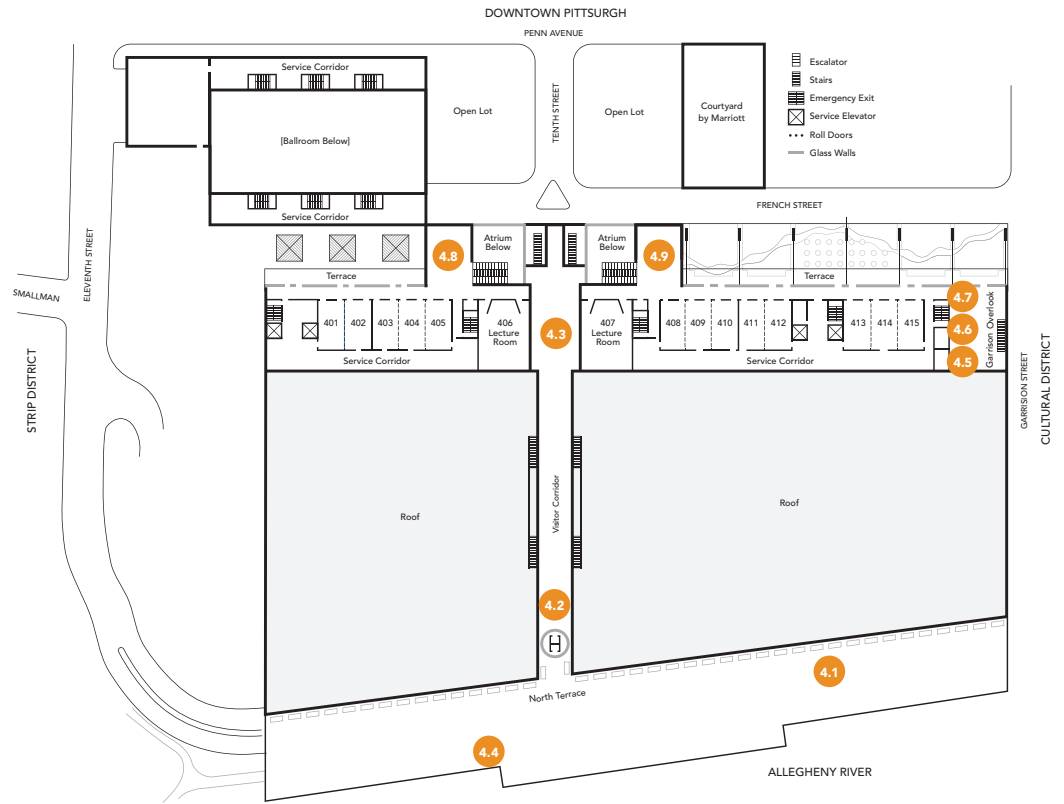 DOWNTOWN PITTSURGH
PENN AVENUE
Service Corridor
Open Lot
TENTH STREET
Open Lot
Courtyard
by Marriott
Escalator
Stairs
Emergency Exit
Service Elevator
Roll Doors
Glass Walls
[Ballroom Below]
Service Corridor
FRENCH STREET
ELEVENTH STREET
SMALLMAN
STRIP DISTRICT
4.8
Atrium
Below
Atrium
Below
4.9
Terrace
Terrace
4.7
4.6
4.5
Garrison Overlook
GARRISION STREET
CULTURAL DISTRICT
401
402
403
404
405
406
Lecture
Room
4.3
407
Lecture
Room
408
409
410
411
412
413
414
415
Service Corridor
Service Corridor
Roof
Visitor Corridor
Roof
4.2
H
4.1
North Terrace
4.4
ALLEGHENY RIVER